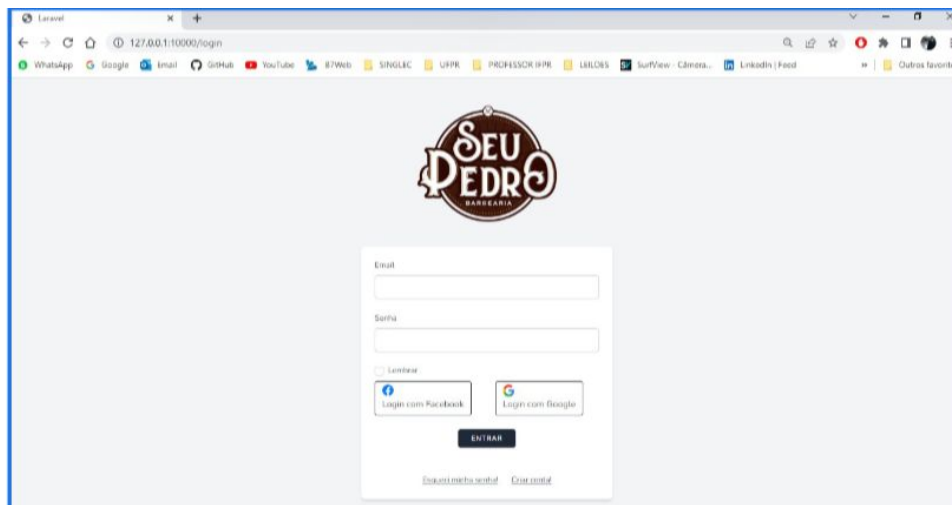 Laravel
127.0.0.1:10000/login
WhatsApp Google Email GitHub YouTube B7Web SINGLEC UFPR PROFESSOR IFPR LEILOES SurfView - Câmera... LinkedIn | Feed » Outros favorito
SEU
PEDRO
BARBEARIA
Email
Senha
Lembrar
Login com Facebook Login com Google
ENTRAR
Esqueci minha senha! Criar conta!